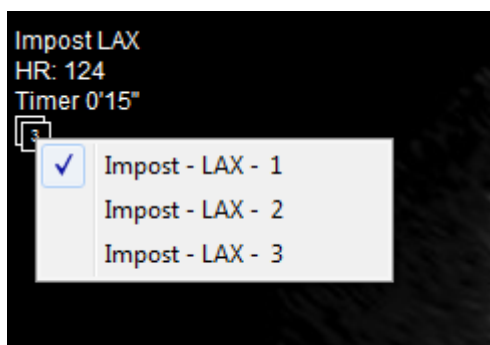 Impost LAX
HR: 124
Timer 0'15"
3
Impost - LAX - 1
Impost - LAX - 2
Impost - LAX - 3